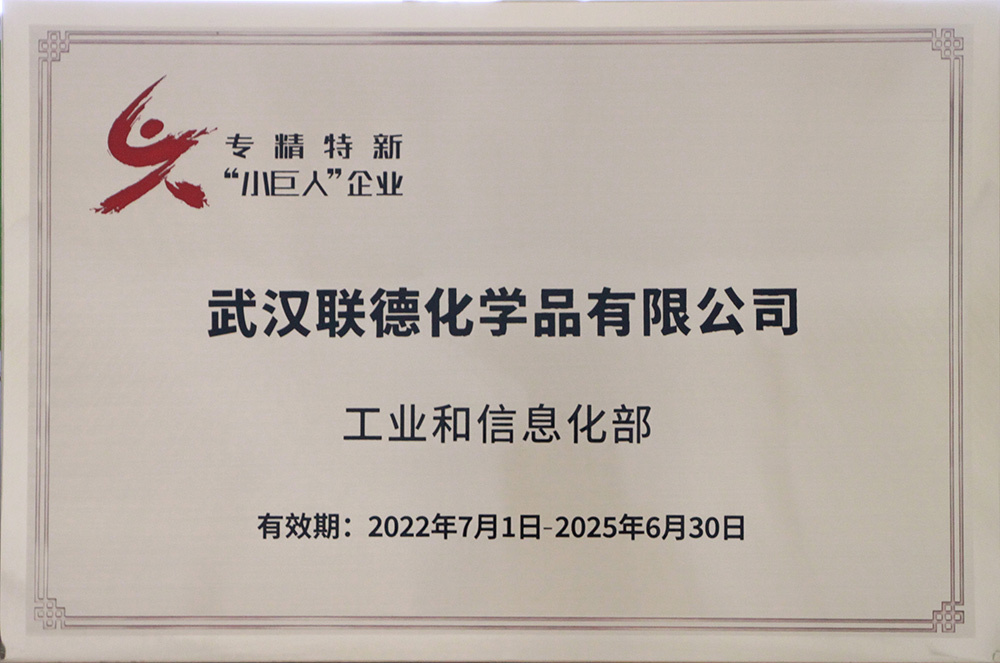 专精特新
“小巨人”企业
武汉联德化学品有限公司
工业和信息化部
有效期：2022年7月1日-2025年6月30日